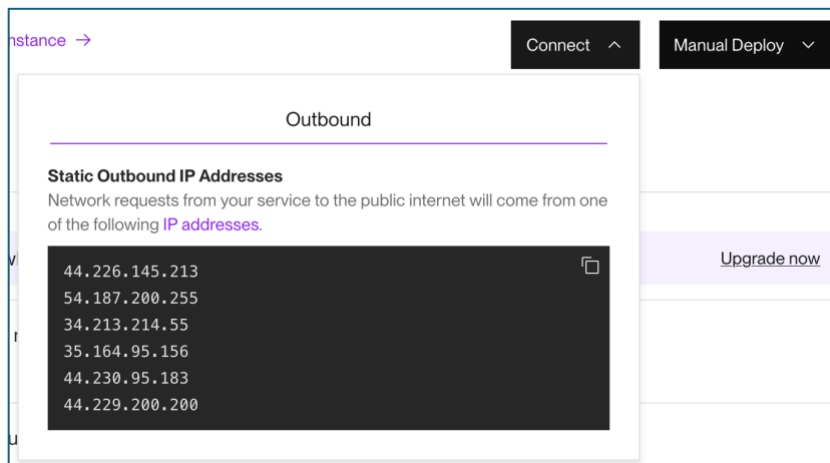 nstance →
Connect
Manual Deploy
Outbound
Static Outbound IP Addresses
Network requests from your service to the public internet will come from one
of the following IP addresses.
44.226.145.213
54.187.200.255
34.213.214.55
35.164.95.156
44.230.95.183
44.229.200.200
Upgrade now